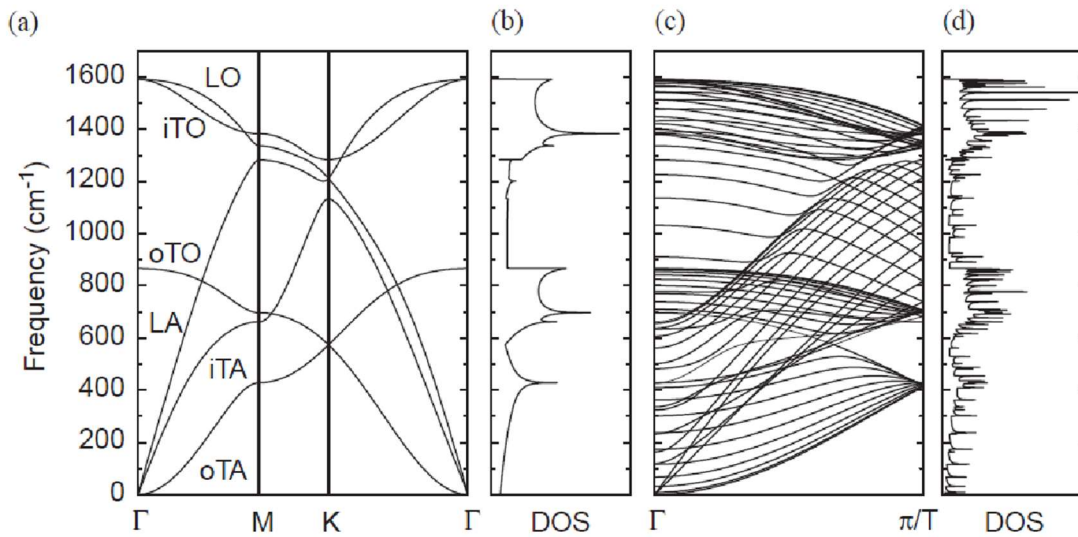 (a)
(b)
(c)
(d)
Frequency (cm⁻¹)
1600
1400
1200
1000
800
600
400
200
0
LO
iTO
oTO
LA
iTA
oTA
Γ M K Γ
DOS
Γ π/T
DOS